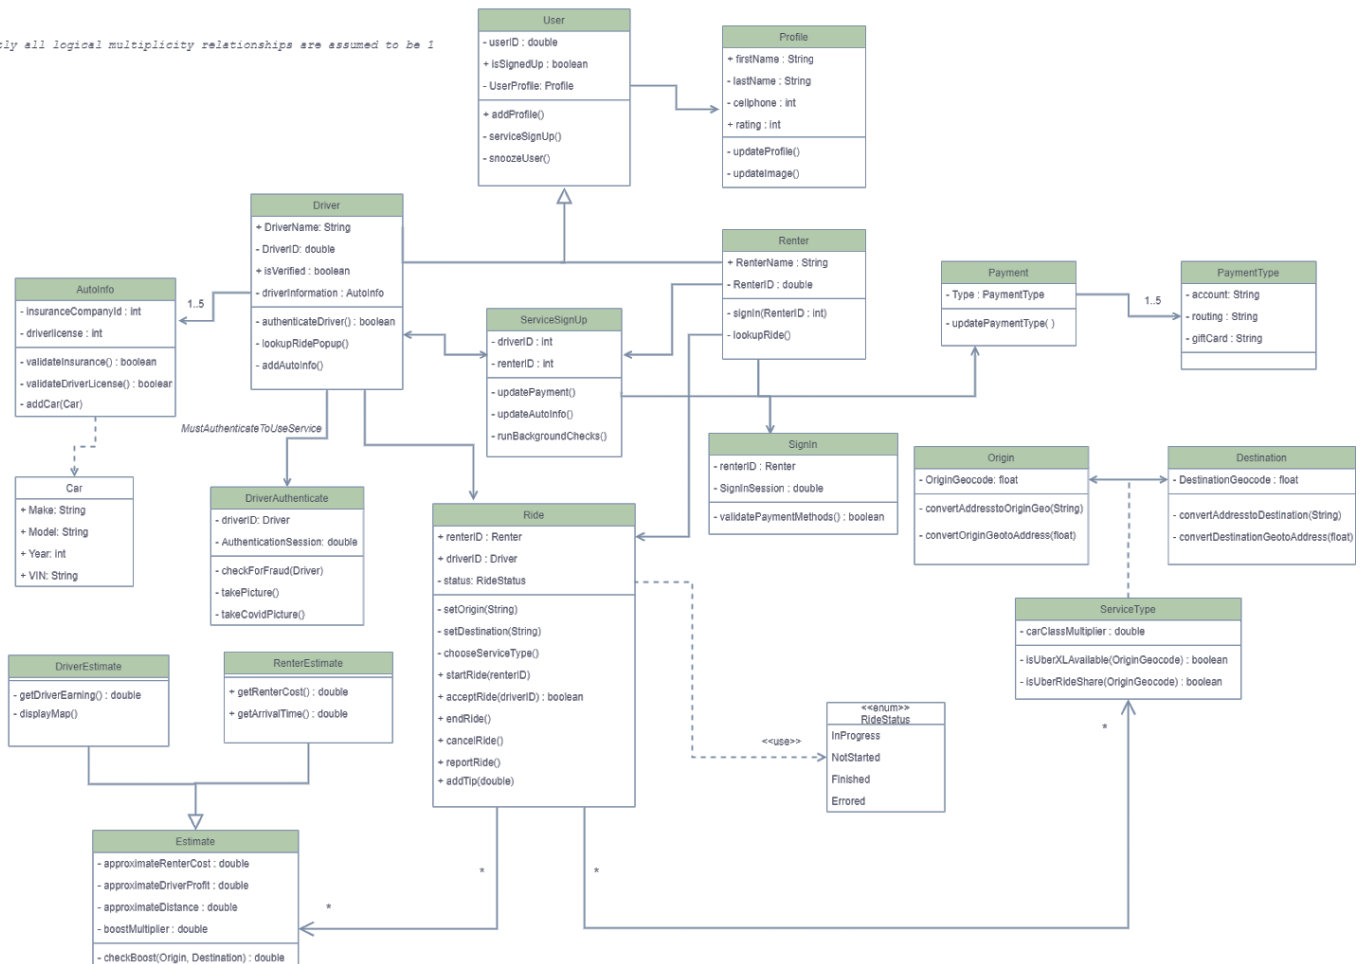 all logical multiplicity relationships are assumed to be 1
User
- userID : double
+ isSignedUp : boolean
- UserProfile: Profile
+ addProfile()
- serviceSignUp()
- snoozeUser()
Profile
+ firstName : String
- lastName : String
- cellphone : int
+ rating : int
- updateProfile()
- updateImage()
Driver
+ DriverName: String
- DriverID: double
+ isVerified : boolean
- driverInformation : AutoInfo
- authenticateDriver() : boolean
- lookupRidePopup()
- addAutoInfo()
Renter
+ RenterName : String
- RenterID : double
- signIn(RenterID : int)
- lookupRide()
AutoInfo
- insuranceCompanyId : int
- driverlicense : int
- validateInsurance() : boolean
- validateDriverLicense() : boolear
- addCar(Car)
1..5
ServiceSignUp
- driverID : int
- renterID : int
- updatePayment()
- updateAutoInfo()
- runBackgroundChecks()
Payment
- Type : PaymentType
- updatePaymentType( )
1..5
PaymentType
- account: String
- routing : String
- giftCard : String
MustAuthenticateToUseService
Car
+ Make: String
+ Model: String
+ Year: int
+ VIN: String
DriverAuthenticate
- driverID: Driver
- AuthenticationSession: double
- checkForFraud(Driver)
- takePicture()
- takeCovidPicture()
SignIn
- renterID : Renter
- SignInSession : double
- validatePaymentMethods() : boolean
Origin
- OriginGeocode: float
- convertAddresstoOriginGeo(String)
- convertOriginGeotoAddress(float)
Destination
- DestinationGeocode : float
- convertAddresstoDestination(String)
- convertDestinationGeotoAddress(float)
Ride
+ renterID : Renter
+ driverID : Driver
- status: RideStatus
- setOrigin(String)
- setDestination(String)
- chooseServiceType()
+ startRide(renterID)
+ acceptRide(driverID) : boolean
+ endRide()
+ cancelRide()
+ reportRide()
+ addTip(double)
ServiceType
- carClassMultiplier : double
- isUberXLAvailable(OriginGeocode) : boolean
- isUberRideShare(OriginGeocode) : boolean
DriverEstimate
- getDriverEarning() : double
- displayMap()
RenterEstimate
+ getRenterCost() : double
+ getArrivalTime() : double
<<use>>
<<enum>>
RideStatus
InProgress
NotStarted
Finished
Errored
*
Estimate
- approximateRenterCost : double
- approximateDriverProfit : double
- approximateDistance : double
- boostMultiplier : double
- checkBoost(Origin, Destination) : double
*
*
*